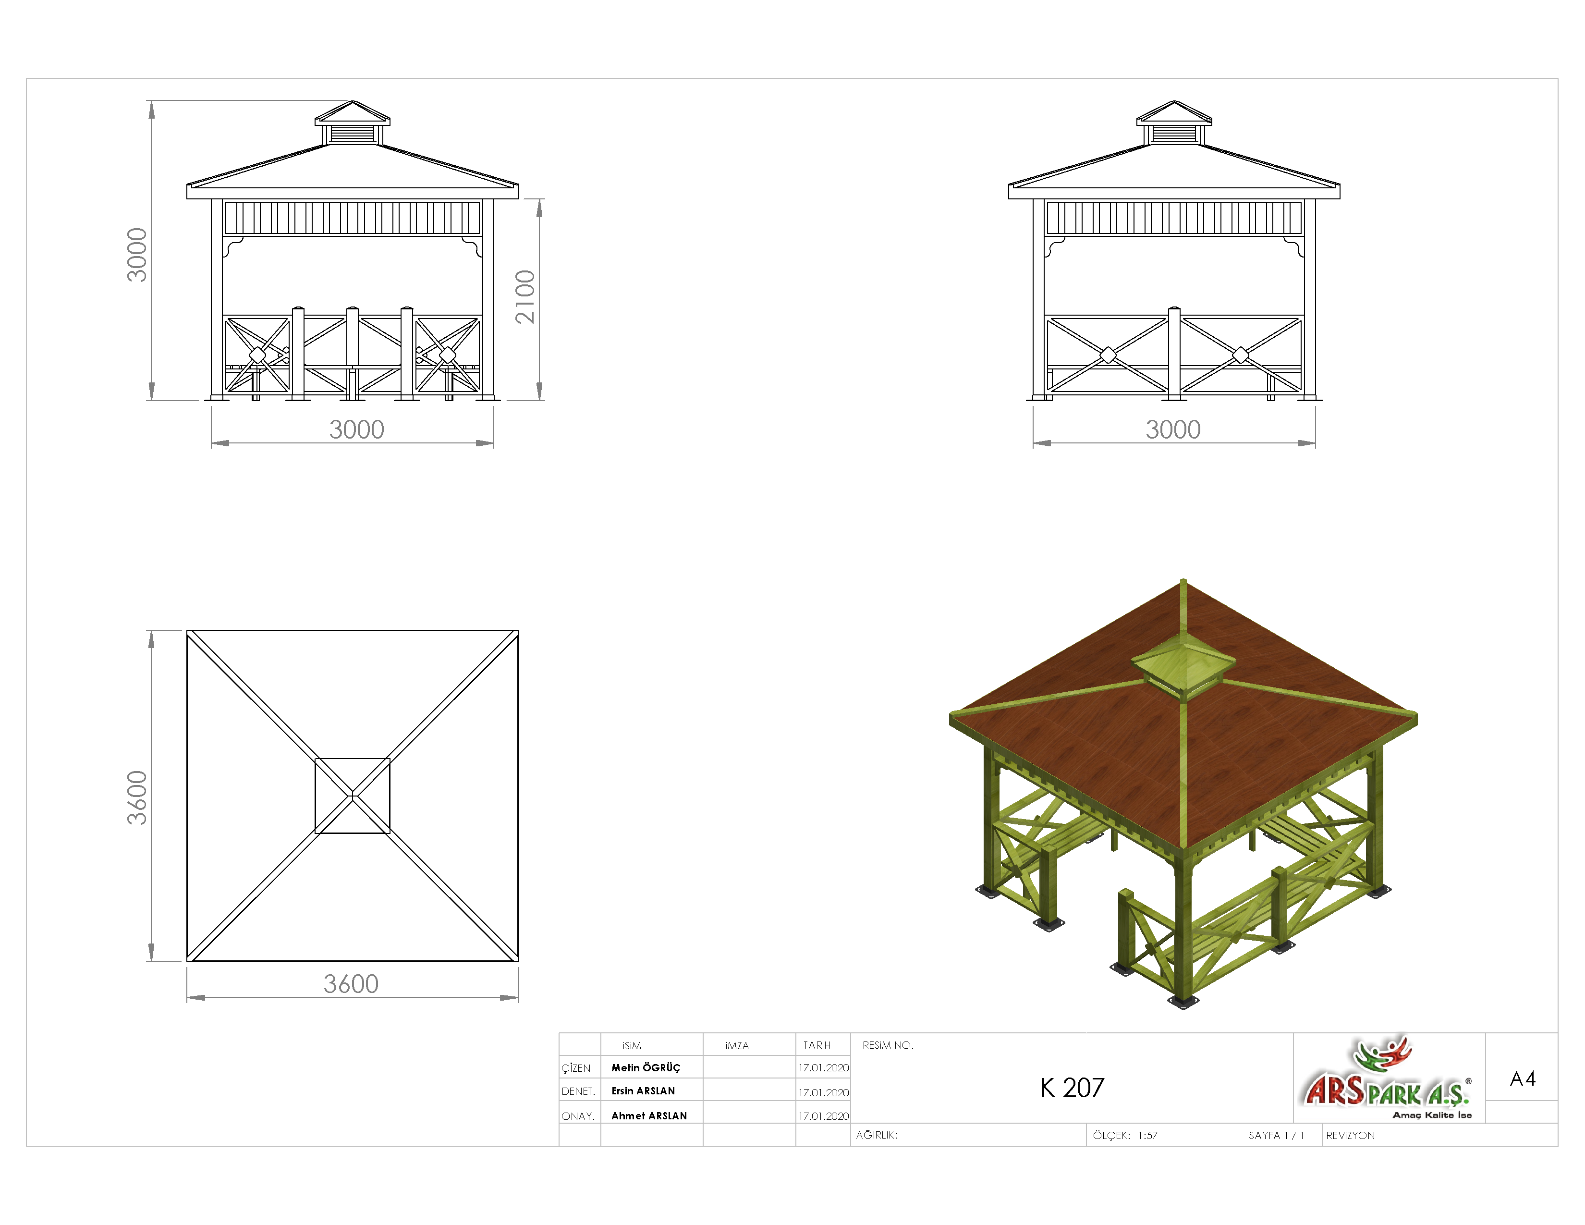 3000
2100
3000
3000
3600
3600
İSİM
İMZA
TARİH
RESİM NO:
ÇİZEN
Metin ÖGRÜÇ
17.01.2020
DENET.
Ersin ARSLAN
17.01.2020
ONAY.
Ahmet ARSLAN
17.01.2020
K 207
ARSPARK A.Ş.®
Amaç Kalite İse
A4
AĞIRLIK:
ÖLÇEK: 1:57
SAYFA 1 / 1
REVİZYON